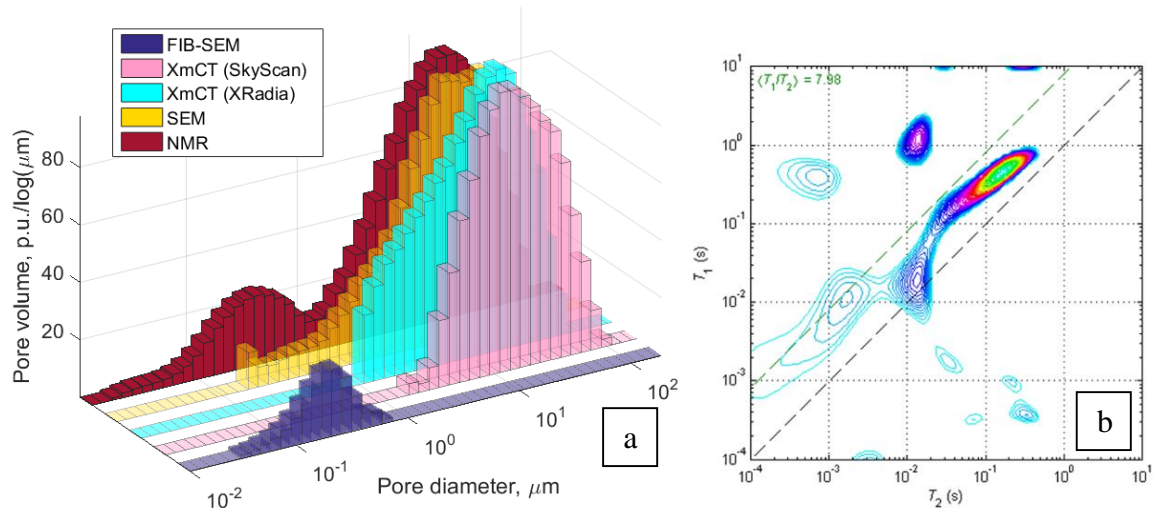 FIB-SEM
XmCT (SkyScan)
XmCT (XRadia)
SEM
NMR
Pore volume, p.u./log(μm)
80
60
40
20
10^-2
10^-1
10^0
10^1
10^2
Pore diameter, μm
a
⟨T1/T2⟩ = 7.98
T1 (s)
10^1
10^0
10^-1
10^-2
10^-3
10^-4
10^-4
10^-3
10^-2
10^-1
10^0
10^1
T2 (s)
b